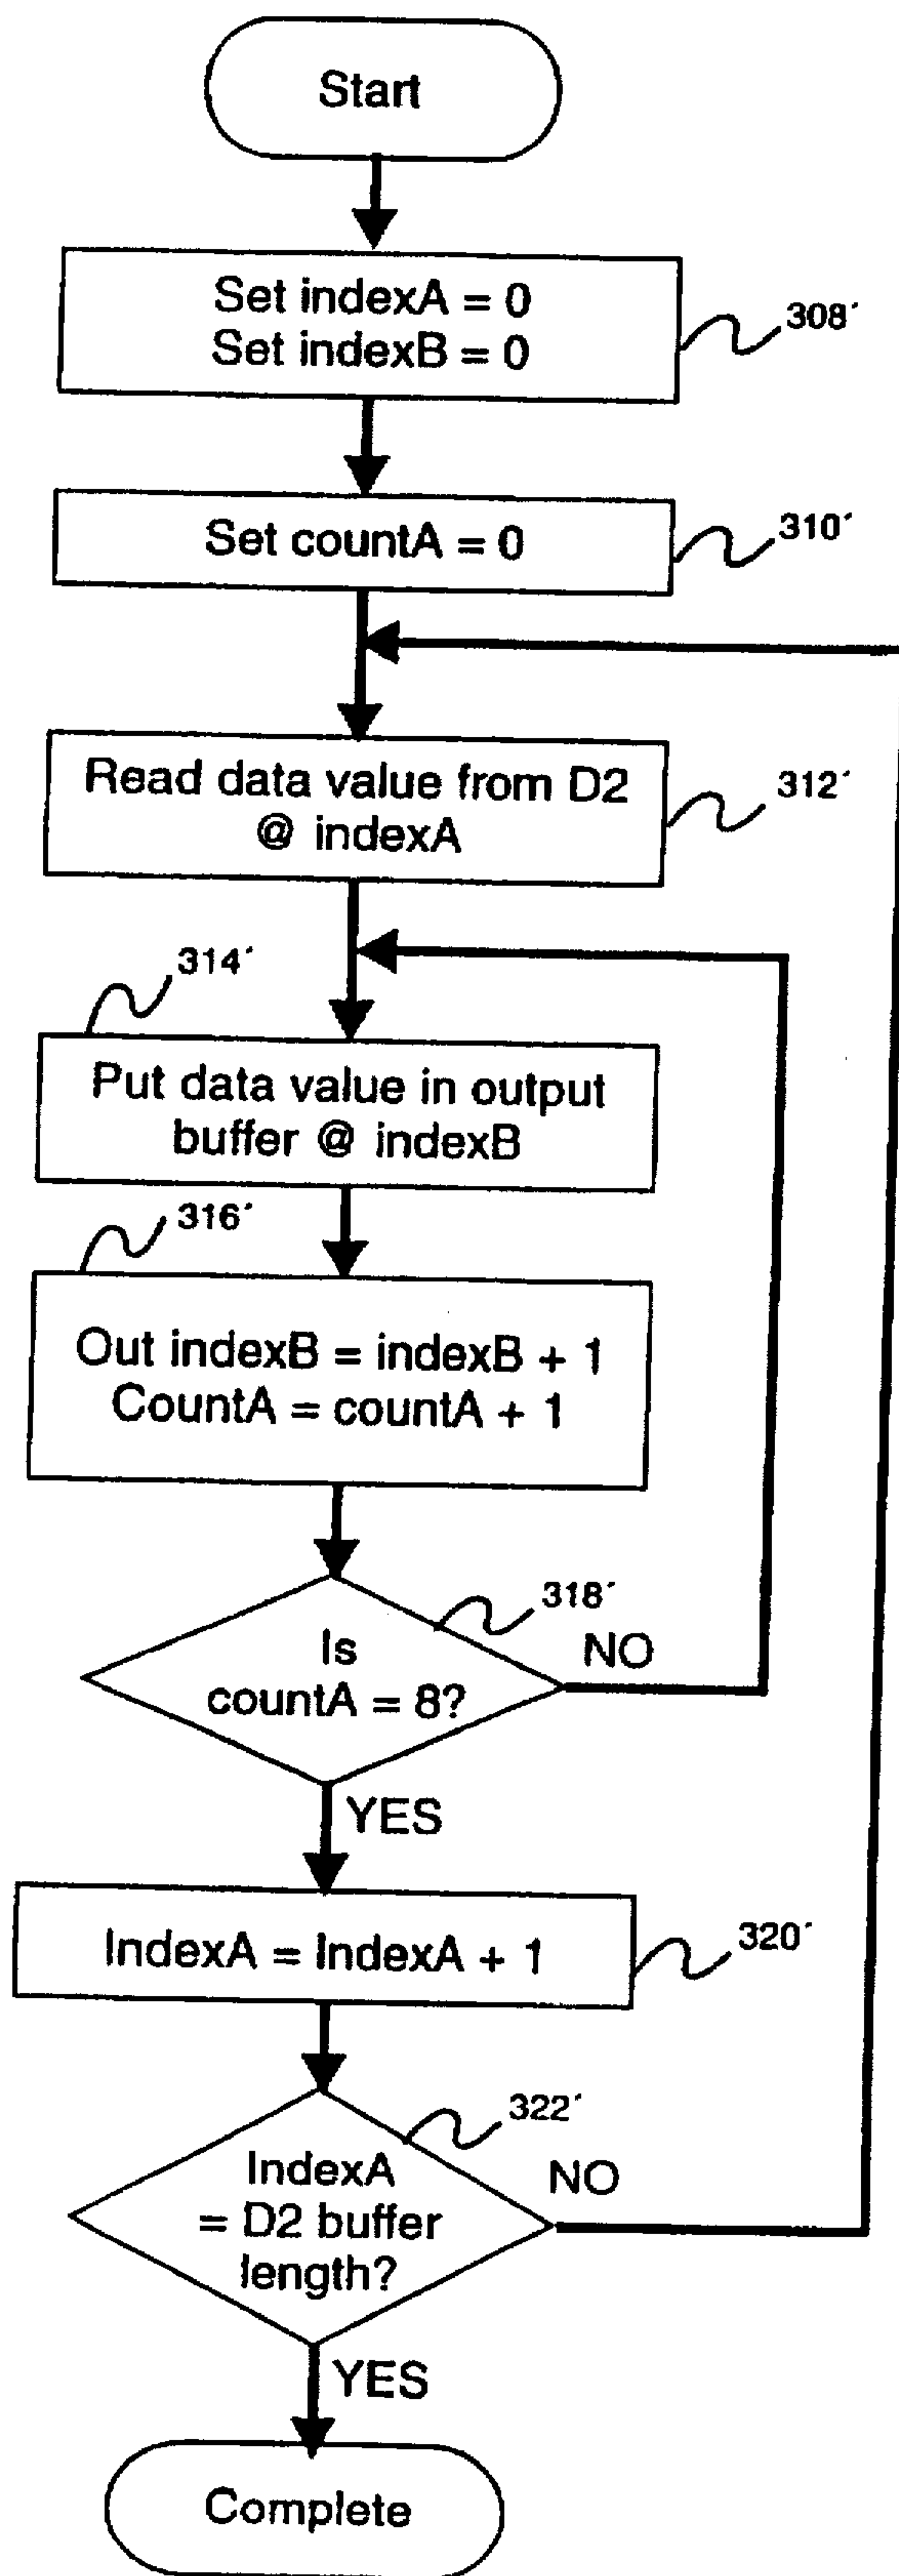 Start
Set indexA = 0
Set indexB = 0
308´
Set countA = 0
310´
Read data value from D2
@ indexA
312´
314´
Put data value in output
buffer @ indexB
316´
Out indexB = indexB + 1
CountA = countA + 1
318´
Is
countA = 8?
NO
YES
IndexA = IndexA + 1
320´
322´
IndexA
= D2 buffer
length?
NO
YES
Complete